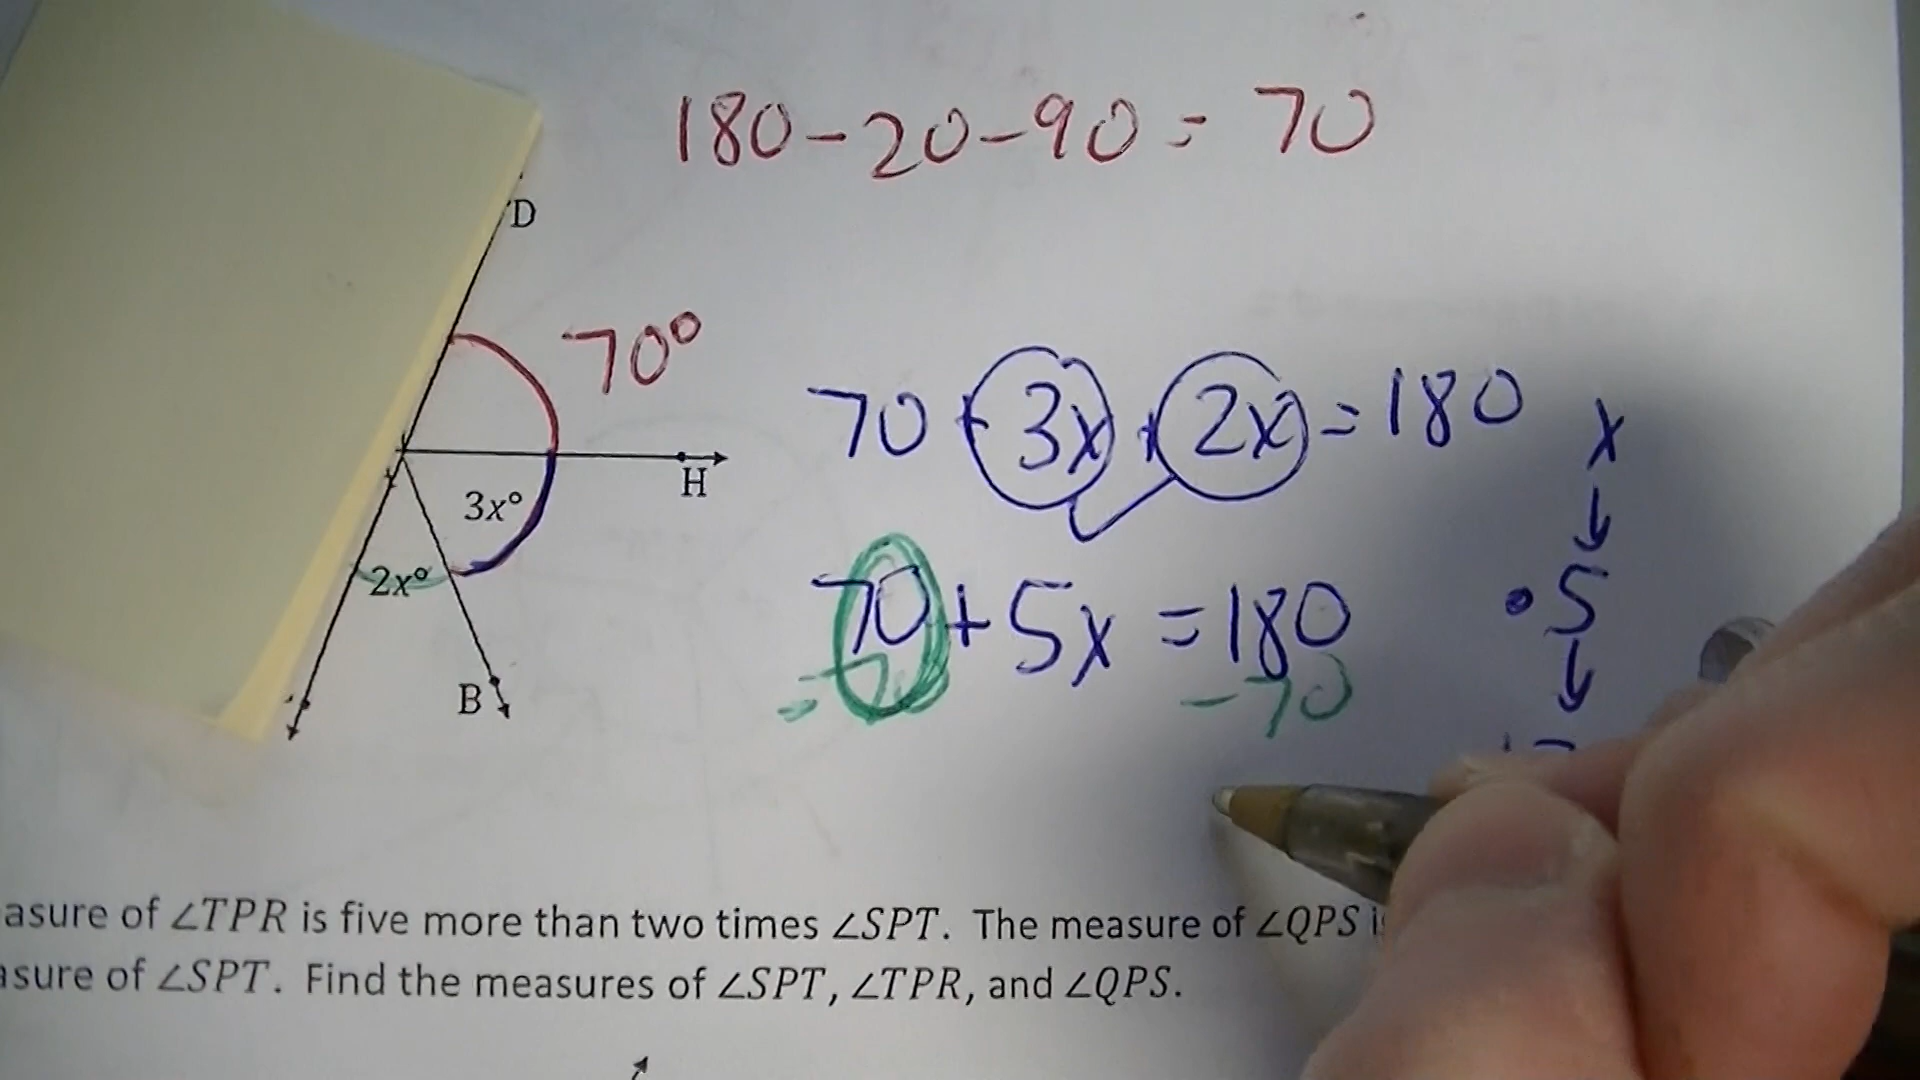 180-20-90 = 70
D
70°
H
3x°
2x°
B
70 + 3x + 2x = 180
70 + 5x = 180
-70 -70
x
• 5
asure of ∠TPR is five more than two times ∠SPT. The measure of ∠QPS
asure of ∠SPT. Find the measures of ∠SPT, ∠TPR, and ∠QPS.